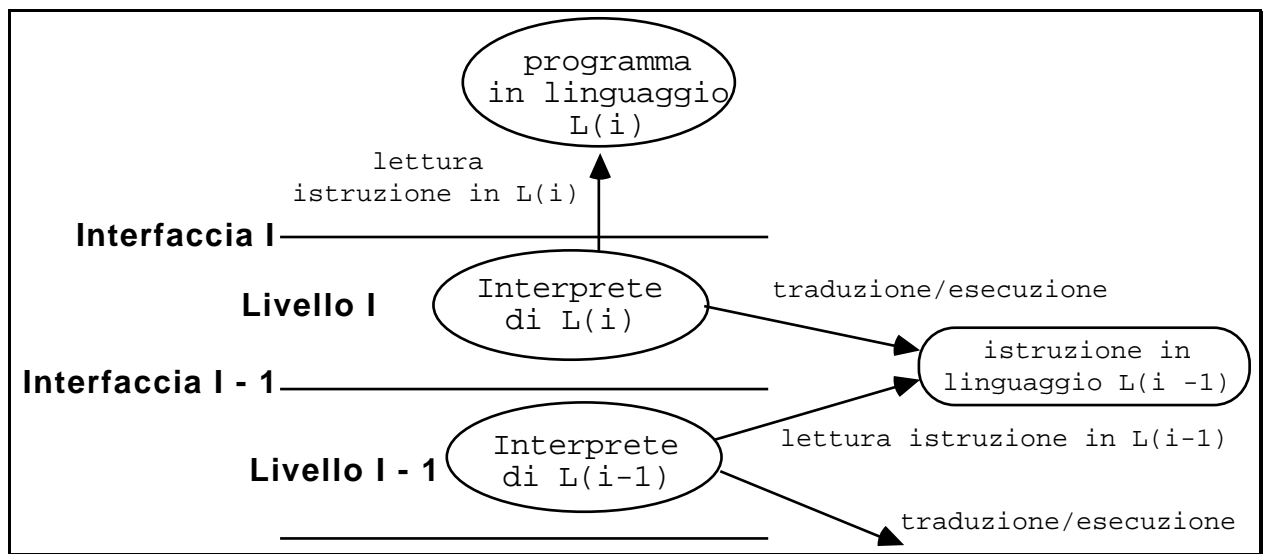 programma
in linguaggio
L(i)
lettura
istruzione in L(i)
Interfaccia I
Interprete
di L(i)
Livello I
traduzione/esecuzione
istruzione in
linguaggio L(i -1)
Interfaccia I - 1
lettura istruzione in L(i-1)
Interprete
di L(i-1)
Livello I - 1
traduzione/esecuzione